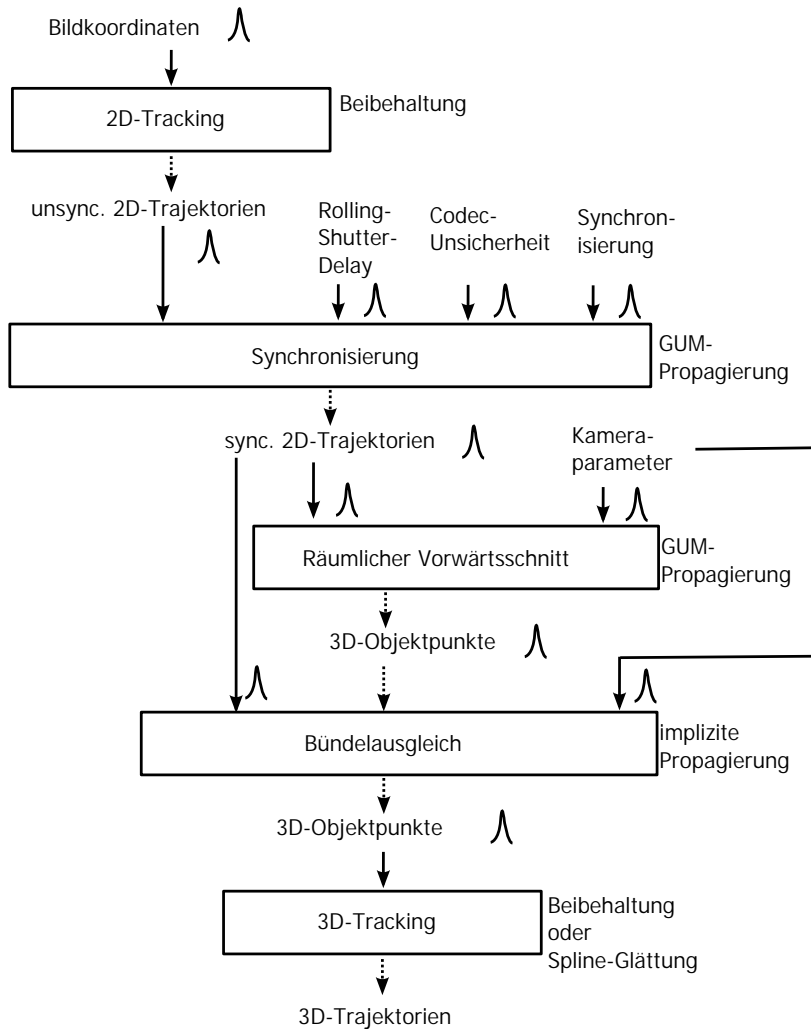 Bildkoordinaten
2D-Tracking
Beibehaltung
unsync. 2D-Trajektorien
Rolling-
Shutter-
Delay
Codec-
Unsicherheit
Synchron-
isierung
Synchronisierung
GUM-
Propagierung
sync. 2D-Trajektorien
Kamera-
parameter
Räumlicher Vorwärtsschnitt
GUM-
Propagierung
3D-Objektpunkte
Bündelausgleich
implizite
Propagierung
3D-Objektpunkte
3D-Tracking
Beibehaltung
oder
Spline-Glättung
3D-Trajektorien